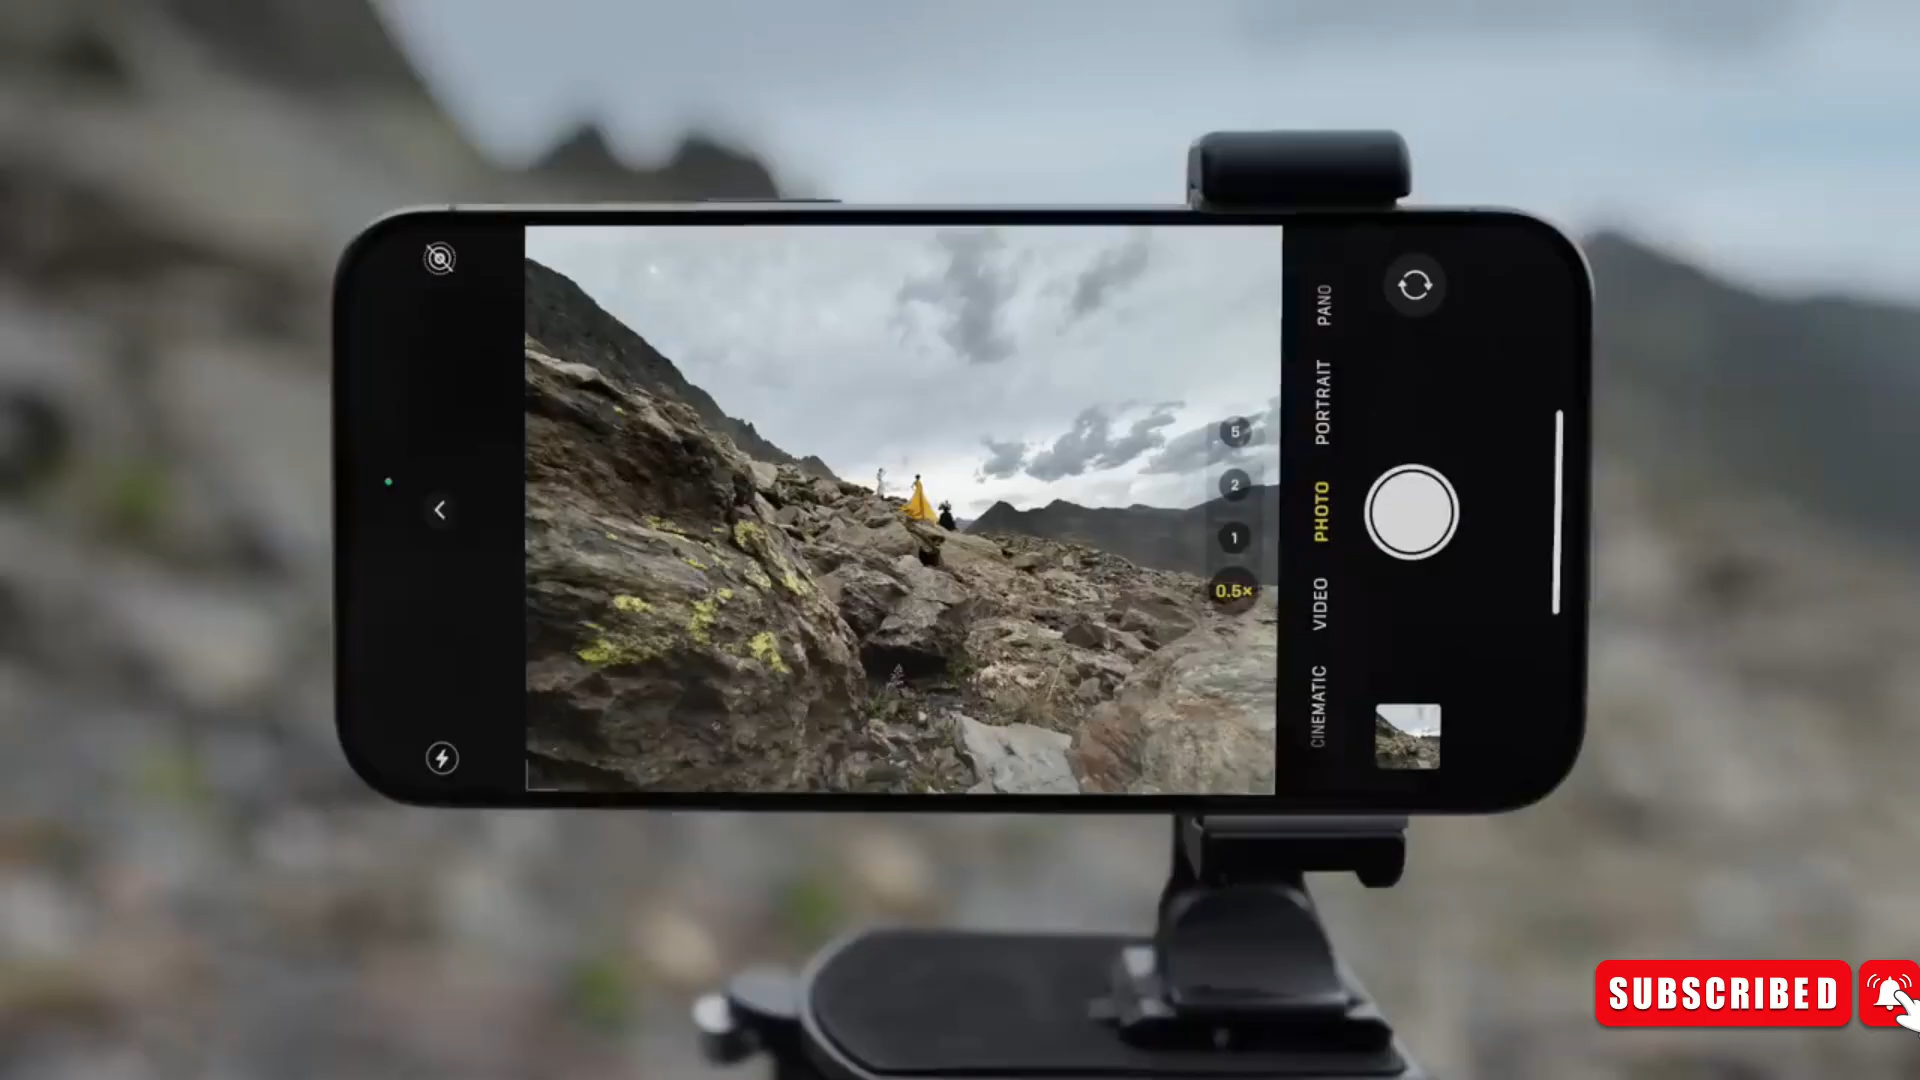 PANO
PORTRAIT
PHOTO
VIDEO
CINEMATIC
5
2
1
0.5×
SUBSCRIBED